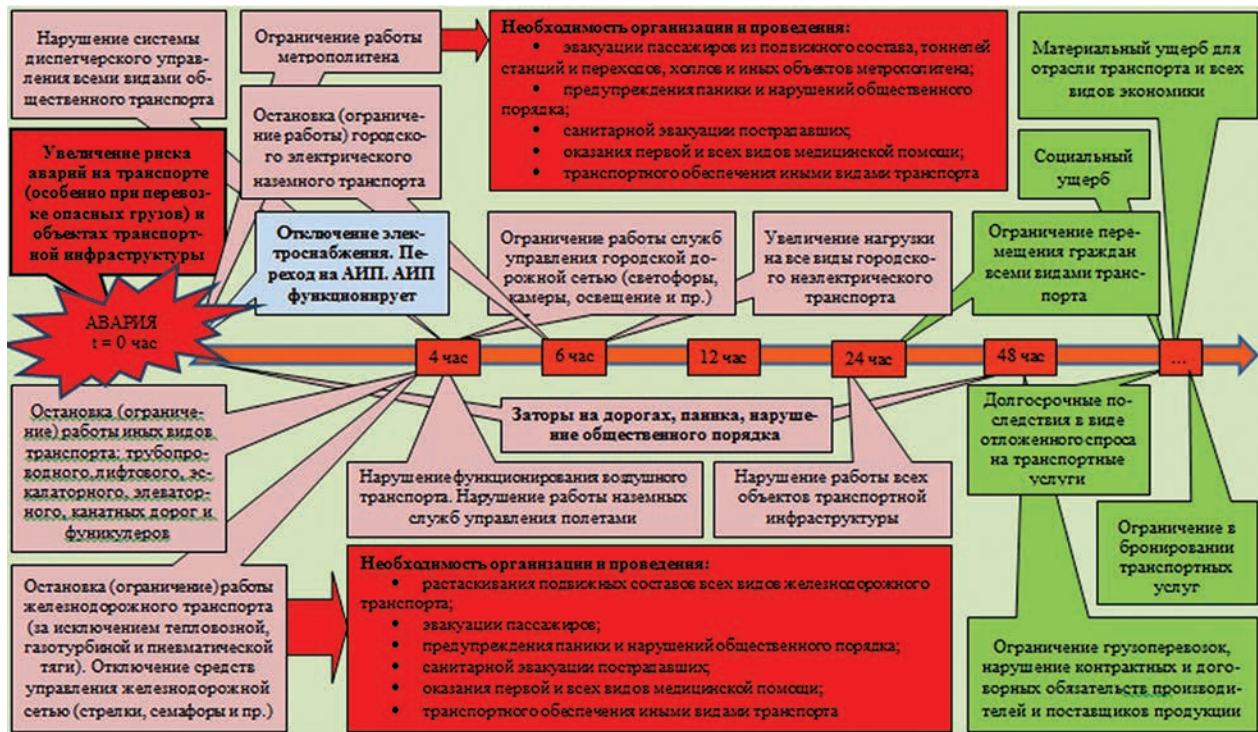 Нарушение системы
диспетчерского управ-
ления всеми видами об-
щественного транспорта
Ограничение работы
метрополитена
Необходимость организации и проведения:
• эвакуации пассажиров из подвижного состава, тоннелей
станций и переходов, холлов и иных объектов метрополитена;
• предупреждения паники и нарушений общественного
порядка;
• санитарной эвакуации пострадавших;
• оказания первой и всех видов медицинской помощи;
• транспортного обеспечения иными видами транспорта
Материальный ущерб для
отрасли транспорта и всех
видов экономики
Остановка (ограниче-
ние работы) городско-
го электрического
наземного транспорта
Увеличение риска
аварий на транспорте
(особенно при перевоз-
ке опасных грузов) и
объектах транспорт-
ной инфраструктуры
Социальный
ущерб
Отключение элек-
троснабжения. Пе-
реход на АИП. АИП
функционирует
Ограничение работы служб
управления городской до-
рожной сетью (светофоры,
камеры, освещение и пр.)
Увеличение нагрузки
на все виды городско-
го неэлектрического
транспорта
Ограничение пере-
мещения граждан
всеми видами транс-
порта
АВАРИЯ
t = 0 час
4 час
6 час
12 час
24 час
48 час
...
Остановка (ограниче-
ние) работы иных видов
транспорта: трубопро-
водного, лифтового, эс-
калаторного, элеватор-
ного, канатных дорог и
фуникулеров
Заторы на дорогах, паника, наруше-
ние общественного порядка
Долгосрочные по-
следствия в виде
отложенного спроса
на транспортные
услуги
Нарушение функционирования воздушного
транспорта. Нарушение работы наземных
служб управления полетами
Нарушение работы всех
объектов транспортной
инфраструктуры
Ограничение в
бронировании
транспортных
услуг
Остановка (ограничение) работы
железнодорожного транспорта
(за исключением тепловозной,
газотурбиной и пневматической
тяги). Отключение средств
управления железнодорожной
сетью (стрелки, семафоры и пр.)
Необходимость организации и проведения:
• растаскивания подвижных составов всех видов железнодорожного
транспорта;
• эвакуации пассажиров;
• предупреждения паники и нарушений общественного порядка;
• санитарной эвакуации пострадавших;
• оказания первой и всех видов медицинской помощи;
• транспортного обеспечения иными видами транспорта
Ограничение грузоперевозок,
нарушение контрактных и дого-
ворных обязательств производи-
телей и поставщиков продукции